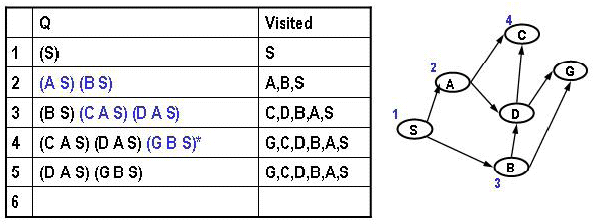 Q Visited
1 (S) S
2 (A S) (B S) A,B,S
3 (B S) (C A S) (D A S) C,D,B,A,S
4 (C A S) (D A S) (G B S)* G,C,D,B,A,S
5 (D A S) (G B S) G,C,D,B,A,S
6
4
C
G
2
A
D
1
S
B
3